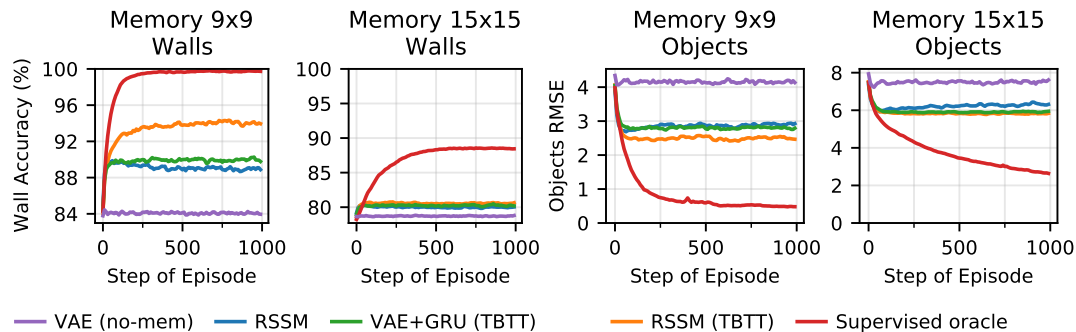 Memory 9x9
Walls
Memory 15x15
Walls
Memory 9x9
Objects
Memory 15x15
Objects
Wall Accuracy (%)
100
96
92
88
84
0
500
1000
Step of Episode
100
95
90
85
80
0
500
1000
Step of Episode
Objects RMSE
4
3
2
1
0
0
500
1000
Step of Episode
8
6
4
2
0
0
500
1000
Step of Episode
VAE (no-mem)
RSSM
VAE+GRU (TBTT)
RSSM (TBTT)
Supervised oracle